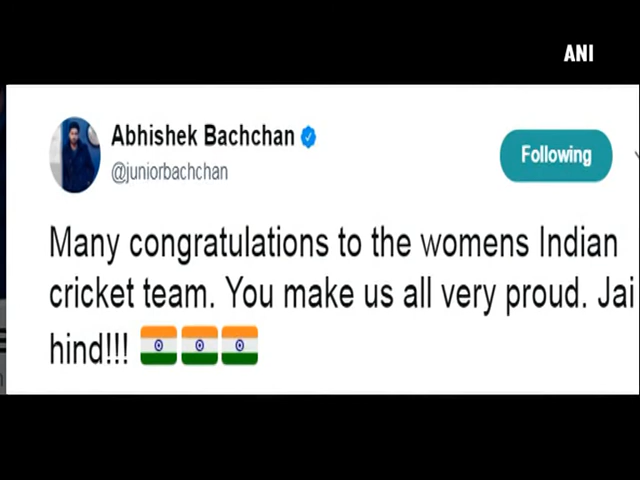 ANI
Abhishek Bachchan
@juniorbachchan
Following
Many congratulations to the womens Indian
cricket team. You make us all very proud. Jai
hind!!! 🇮🇳🇮🇳🇮🇳